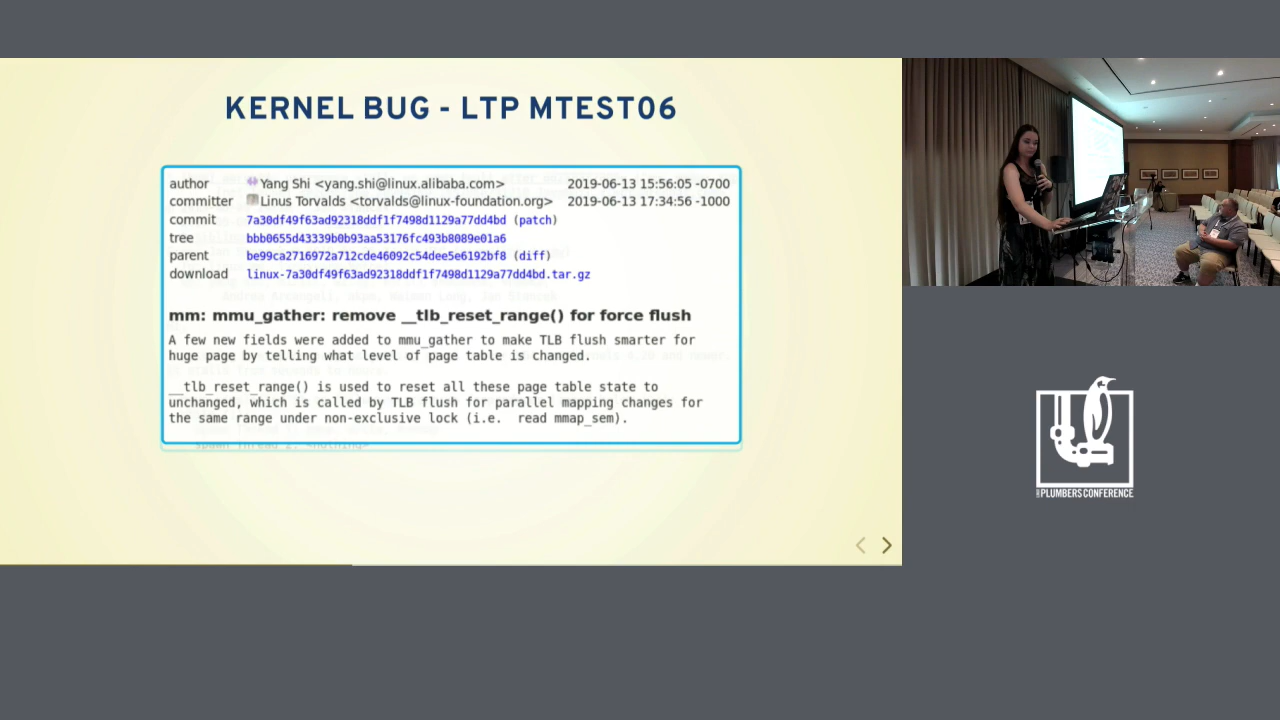 KERNEL BUG - LTP MTEST06
author Yang Shi <yang.shi@linux.alibaba.com> 2019-06-13 15:56:05 -0700
committer Linus Torvalds <torvalds@linux-foundation.org> 2019-06-13 17:34:56 -1000
commit 7a30df49f63ad92318ddf1f7498d1129a77dd4bd (patch)
tree bbb0655d43339b0b93aa53176fc493b8089e01a6
parent be99ca2716972a712cde46092c54dee5e6192bf8 (diff)
download linux-7a30df49f63ad92318ddf1f7498d1129a77dd4bd.tar.gz
mm: mmu_gather: remove __tlb_reset_range() for force flush
A few new fields were added to mmu_gather to make TLB flush smarter for
huge page by telling what level of page table is changed.
__tlb_reset_range() is used to reset all these page table state to
unchanged, which is called by TLB flush for parallel mapping changes for
the same range under non-exclusive lock (i.e.  read mmap_sem).
PLUMBERS CONFERENCE